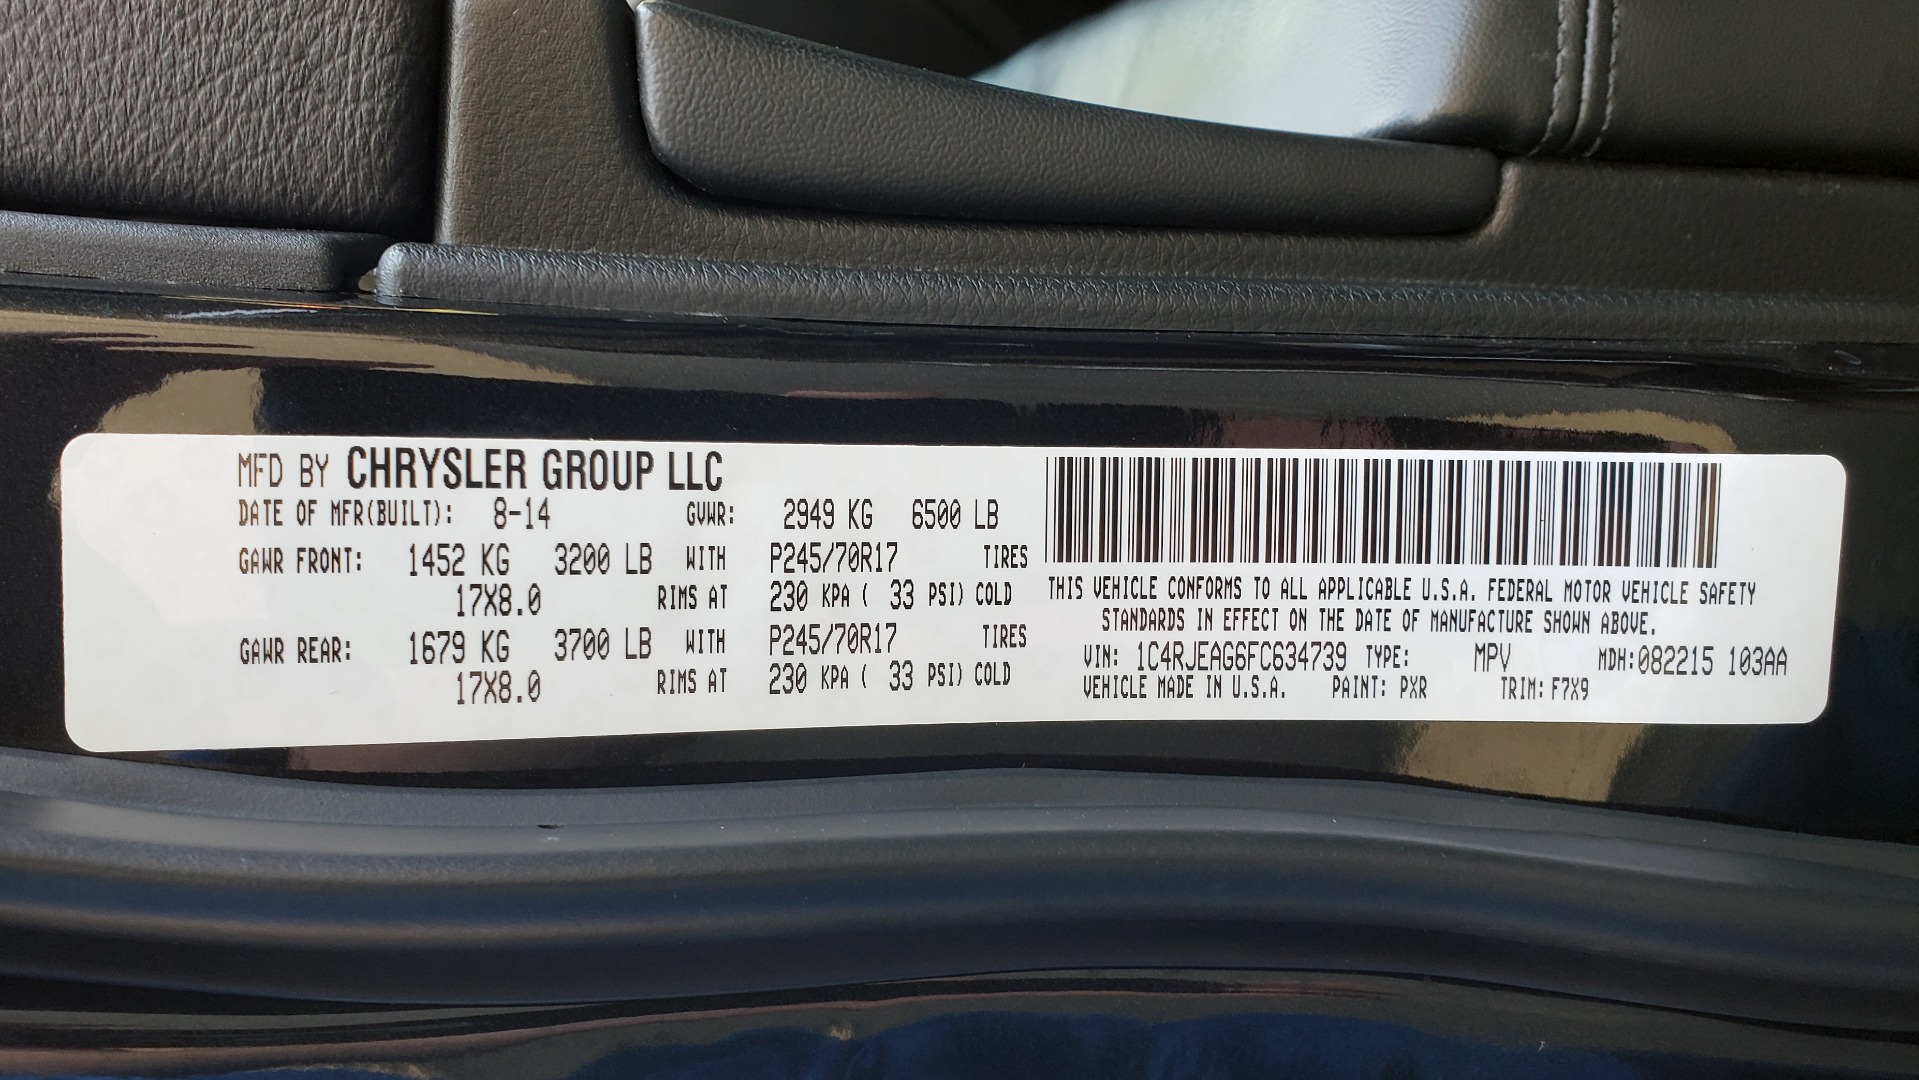 MFD BY CHRYSLER GROUP LLC
DATE OF MFR(BUILT): 8-14 GVWR: 2949 KG 6500 LB
GAWR FRONT: 1452 KG 3200 LB WITH P245/70R17 TIRES
17X8.0 RIMS AT 230 KPA ( 33 PSI) COLD
GAWR REAR: 1679 KG 3700 LB WITH P245/70R17 TIRES
17X8.0 RIMS AT 230 KPA ( 33 PSI) COLD
THIS VEHICLE CONFORMS TO ALL APPLICABLE U.S.A. FEDERAL MOTOR VEHICLE SAFETY
STANDARDS IN EFFECT ON THE DATE OF MANUFACTURE SHOWN ABOVE.
VIN: 1C4RJEAG6FC634739 TYPE: MPV MDH:082215 103AA
VEHICLE MADE IN U.S.A. PAINT: PXR TRIM: F7X9